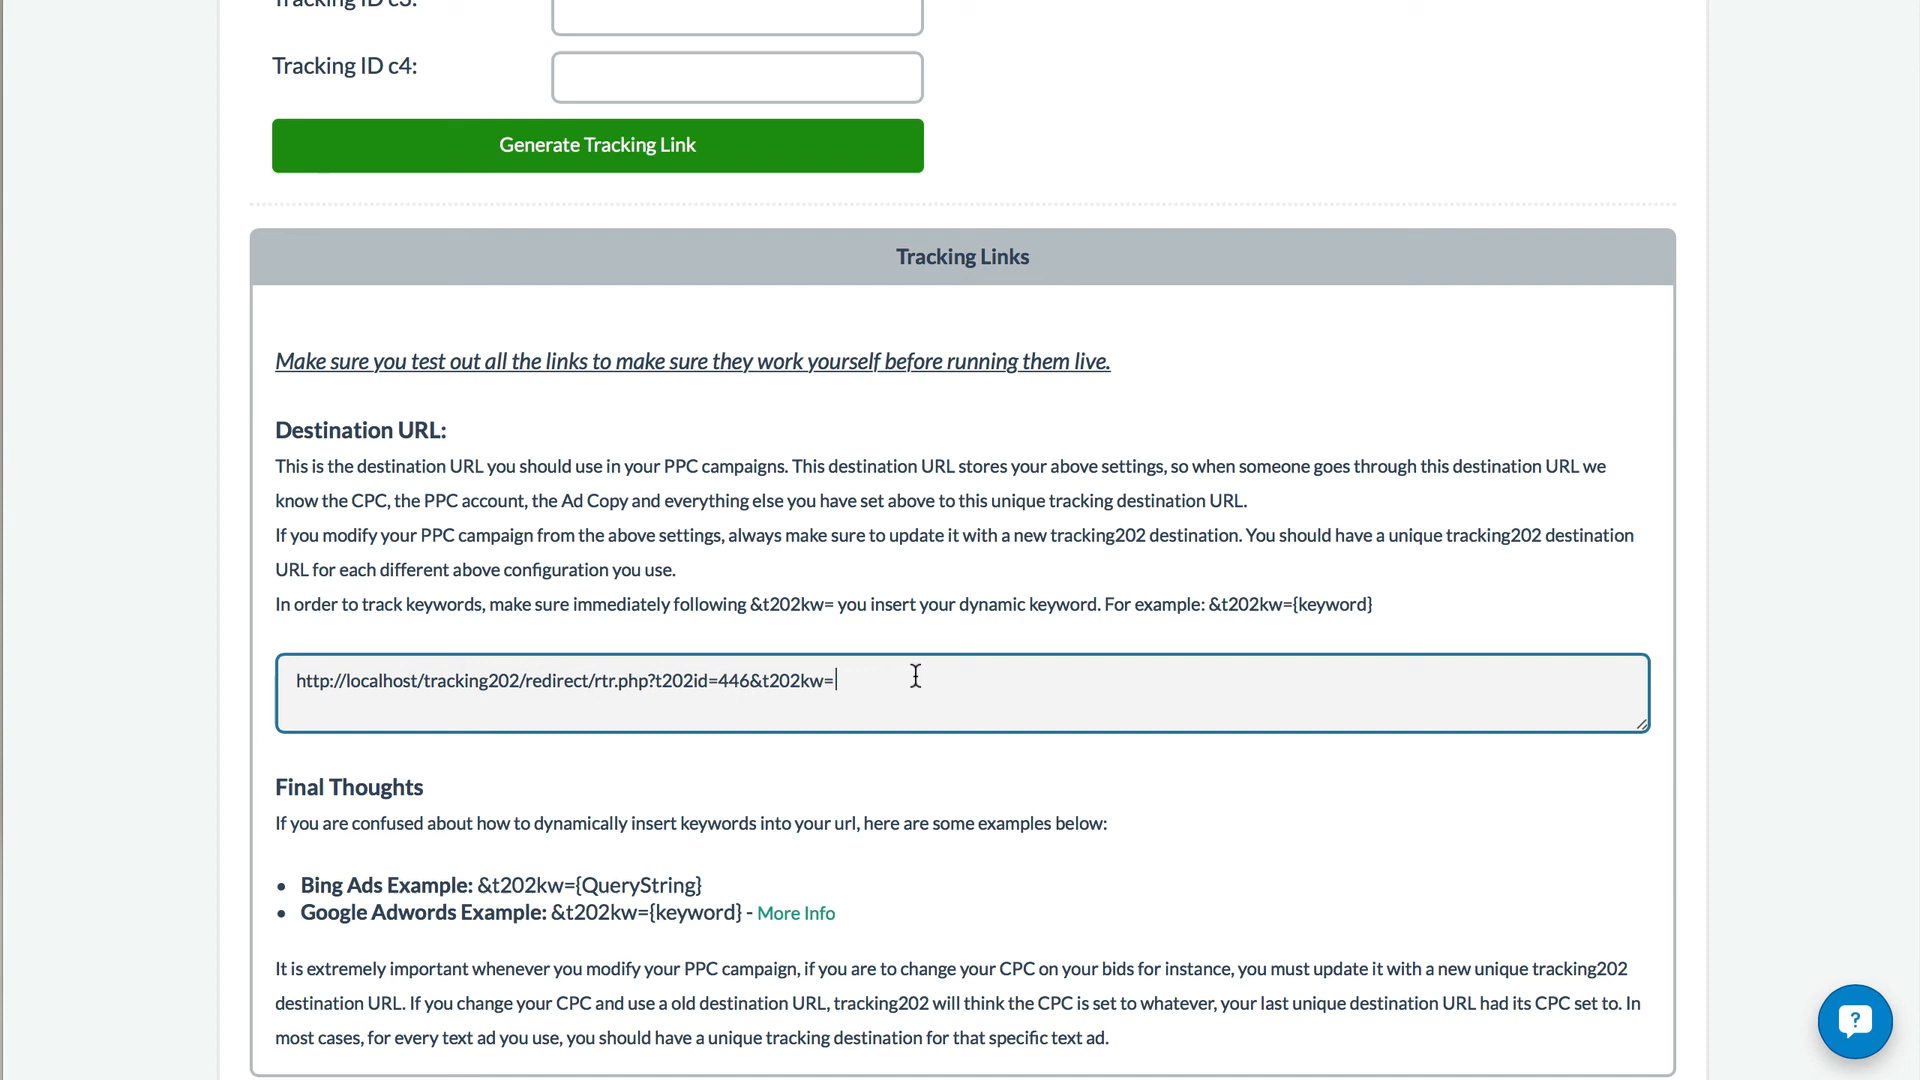 Tracking ID c3:
Tracking ID c4:
Generate Tracking Link
Tracking Links
Make sure you test out all the links to make sure they work yourself before running them live.
Destination URL:
This is the destination URL you should use in your PPC campaigns. This destination URL stores your above settings, so when someone goes through this destination URL we
know the CPC, the PPC account, the Ad Copy and everything else you have set above to this unique tracking destination URL.
If you modify your PPC campaign from the above settings, always make sure to update it with a new tracking202 destination. You should have a unique tracking202 destination
URL for each different above configuration you use.
In order to track keywords, make sure immediately following &t202kw= you insert your dynamic keyword. For example: &t202kw={keyword}
http://localhost/tracking202/redirect/rtr.php?t202id=446&t202kw=
Final Thoughts
If you are confused about how to dynamically insert keywords into your url, here are some examples below:
• Bing Ads Example: &t202kw={QueryString}
• Google Adwords Example: &t202kw={keyword} - More Info
It is extremely important whenever you modify your PPC campaign, if you are to change your CPC on your bids for instance, you must update it with a new unique tracking202
destination URL. If you change your CPC and use a old destination URL, tracking202 will think the CPC is set to whatever, your last unique destination URL had its CPC set to. In
most cases, for every text ad you use, you should have a unique tracking destination for that specific text ad.